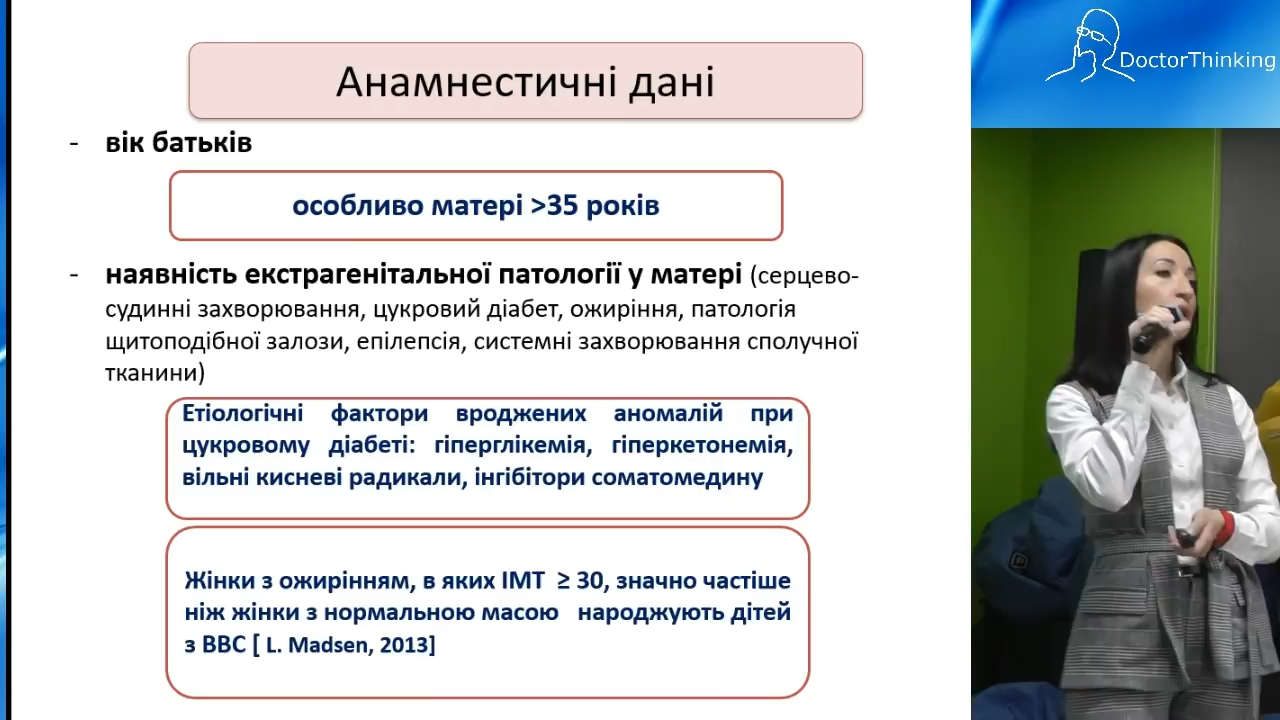 Анамнестичні дані
- вік батьків
особливо матері >35 років
- наявність екстрагенітальної патології у матері (серцево-
судинні захворювання, цукровий діабет, ожиріння, патологія
щитоподібної залози, епілепсія, системні захворювання сполучної
тканини)
Етіологічні фактори вроджених аномалій при
цукровому діабеті: гіперглікемія, гіперкетонемія,
вільні кисневі радикали, інгібітори соматомедину
Жінки з ожирінням, в яких ІМТ ≥ 30, значно частіше
ніж жінки з нормальною масою народжують дітей
з ВВС [ L. Madsen, 2013]
DoctorThinking